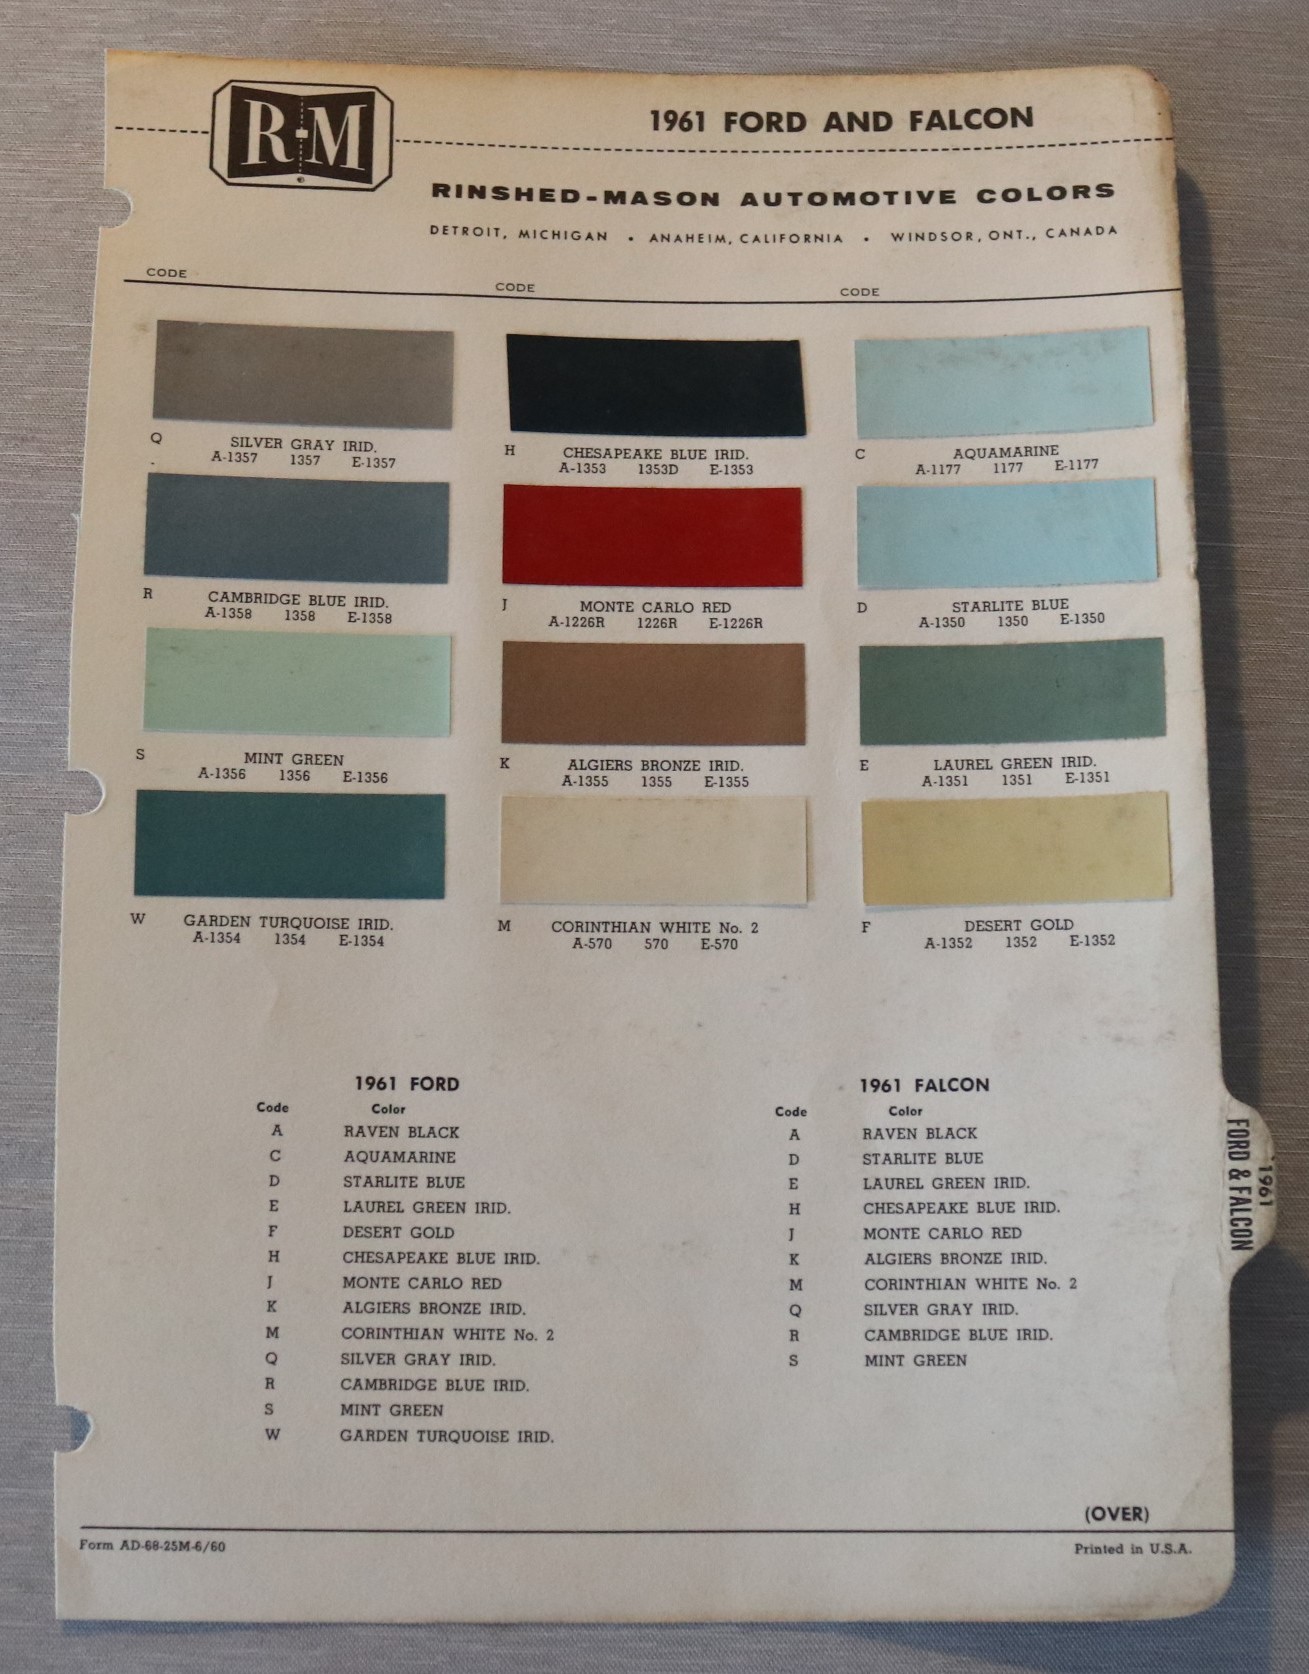 R-M
1961 FORD AND FALCON
RINSHED-MASON AUTOMOTIVE COLORS
DETROIT, MICHIGAN • ANAHEIM, CALIFORNIA • WINDSOR, ONT., CANADA
CODE CODE CODE
Q SILVER GRAY IRID.
A-1357 1357 E-1357
H CHESAPEAKE BLUE IRID.
A-1353 1353D E-1353
C AQUAMARINE
A-1177 1177 E-1177
R CAMBRIDGE BLUE IRID.
A-1358 1358 E-1358
J MONTE CARLO RED
A-1226R 1226R E-1226R
D STARLITE BLUE
A-1350 1350 E-1350
S MINT GREEN
A-1356 1356 E-1356
K ALGIERS BRONZE IRID.
A-1355 1355 E-1355
E LAUREL GREEN IRID.
A-1351 1351 E-1351
W GARDEN TURQUOISE IRID.
A-1354 1354 E-1354
M CORINTHIAN WHITE No. 2
A-570 570 E-570
F DESERT GOLD
A-1352 1352 E-1352
1961 FORD
Code Color
A RAVEN BLACK
C AQUAMARINE
D STARLITE BLUE
E LAUREL GREEN IRID.
F DESERT GOLD
H CHESAPEAKE BLUE IRID.
J MONTE CARLO RED
K ALGIERS BRONZE IRID.
M CORINTHIAN WHITE No. 2
Q SILVER GRAY IRID.
R CAMBRIDGE BLUE IRID.
S MINT GREEN
W GARDEN TURQUOISE IRID.
1961 FALCON
Code Color
A RAVEN BLACK
D STARLITE BLUE
E LAUREL GREEN IRID.
H CHESAPEAKE BLUE IRID.
J MONTE CARLO RED
K ALGIERS BRONZE IRID.
M CORINTHIAN WHITE No. 2
Q SILVER GRAY IRID.
R CAMBRIDGE BLUE IRID.
S MINT GREEN
1961
FORD & FALCON
(OVER)
Form AD-68-25M-6/60
Printed in U.S.A.